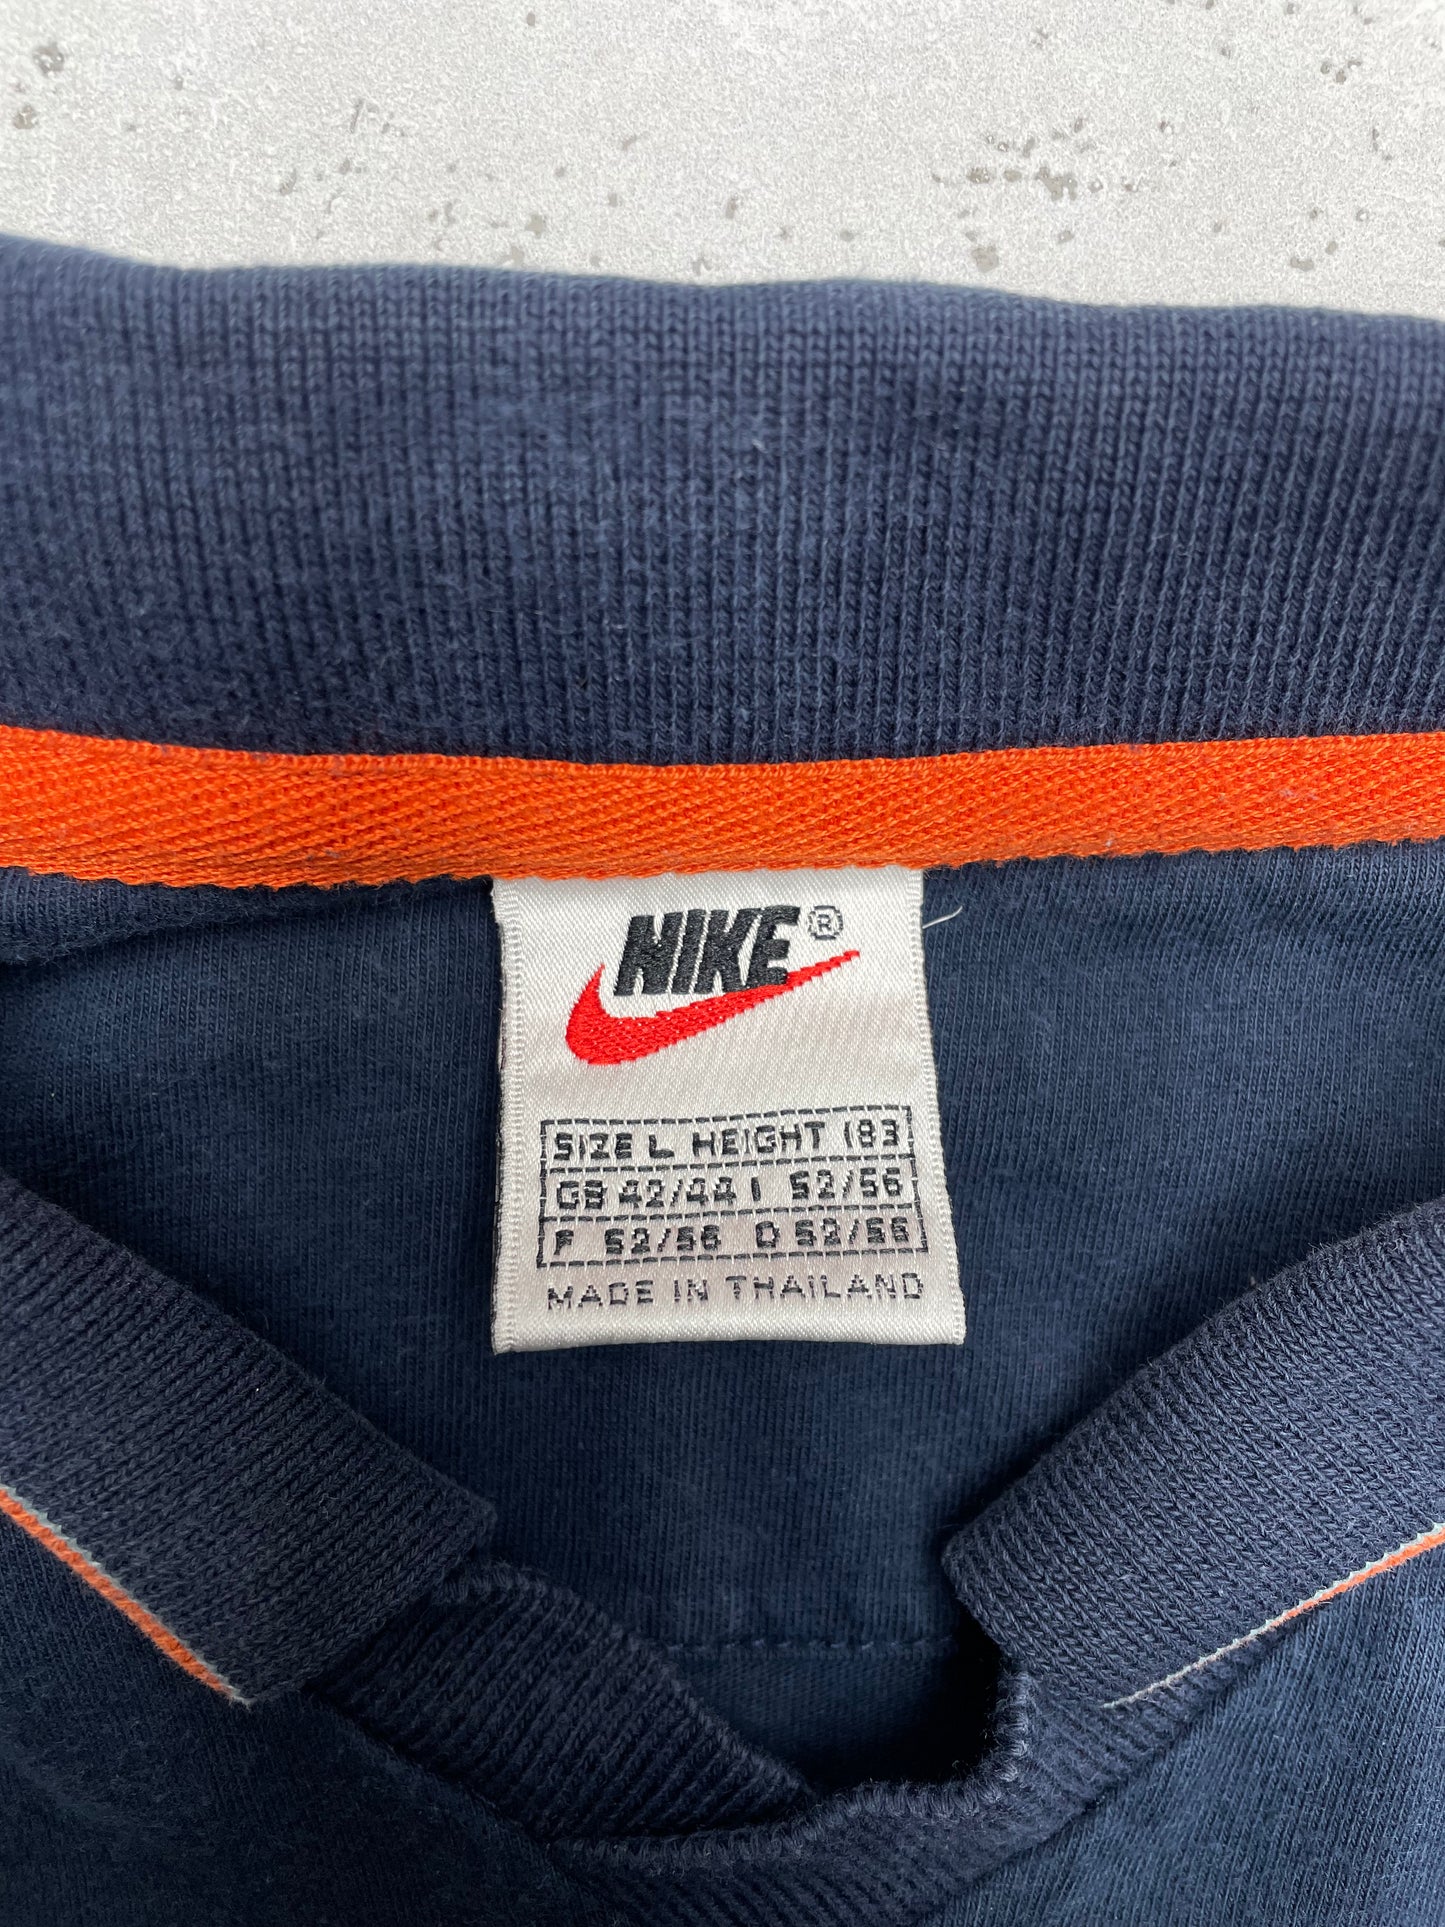 NIKE®
SIZE L HEIGHT 183
GB 42/44 I 52/56
F 52/56 D 52/56
MADE IN THAILAND